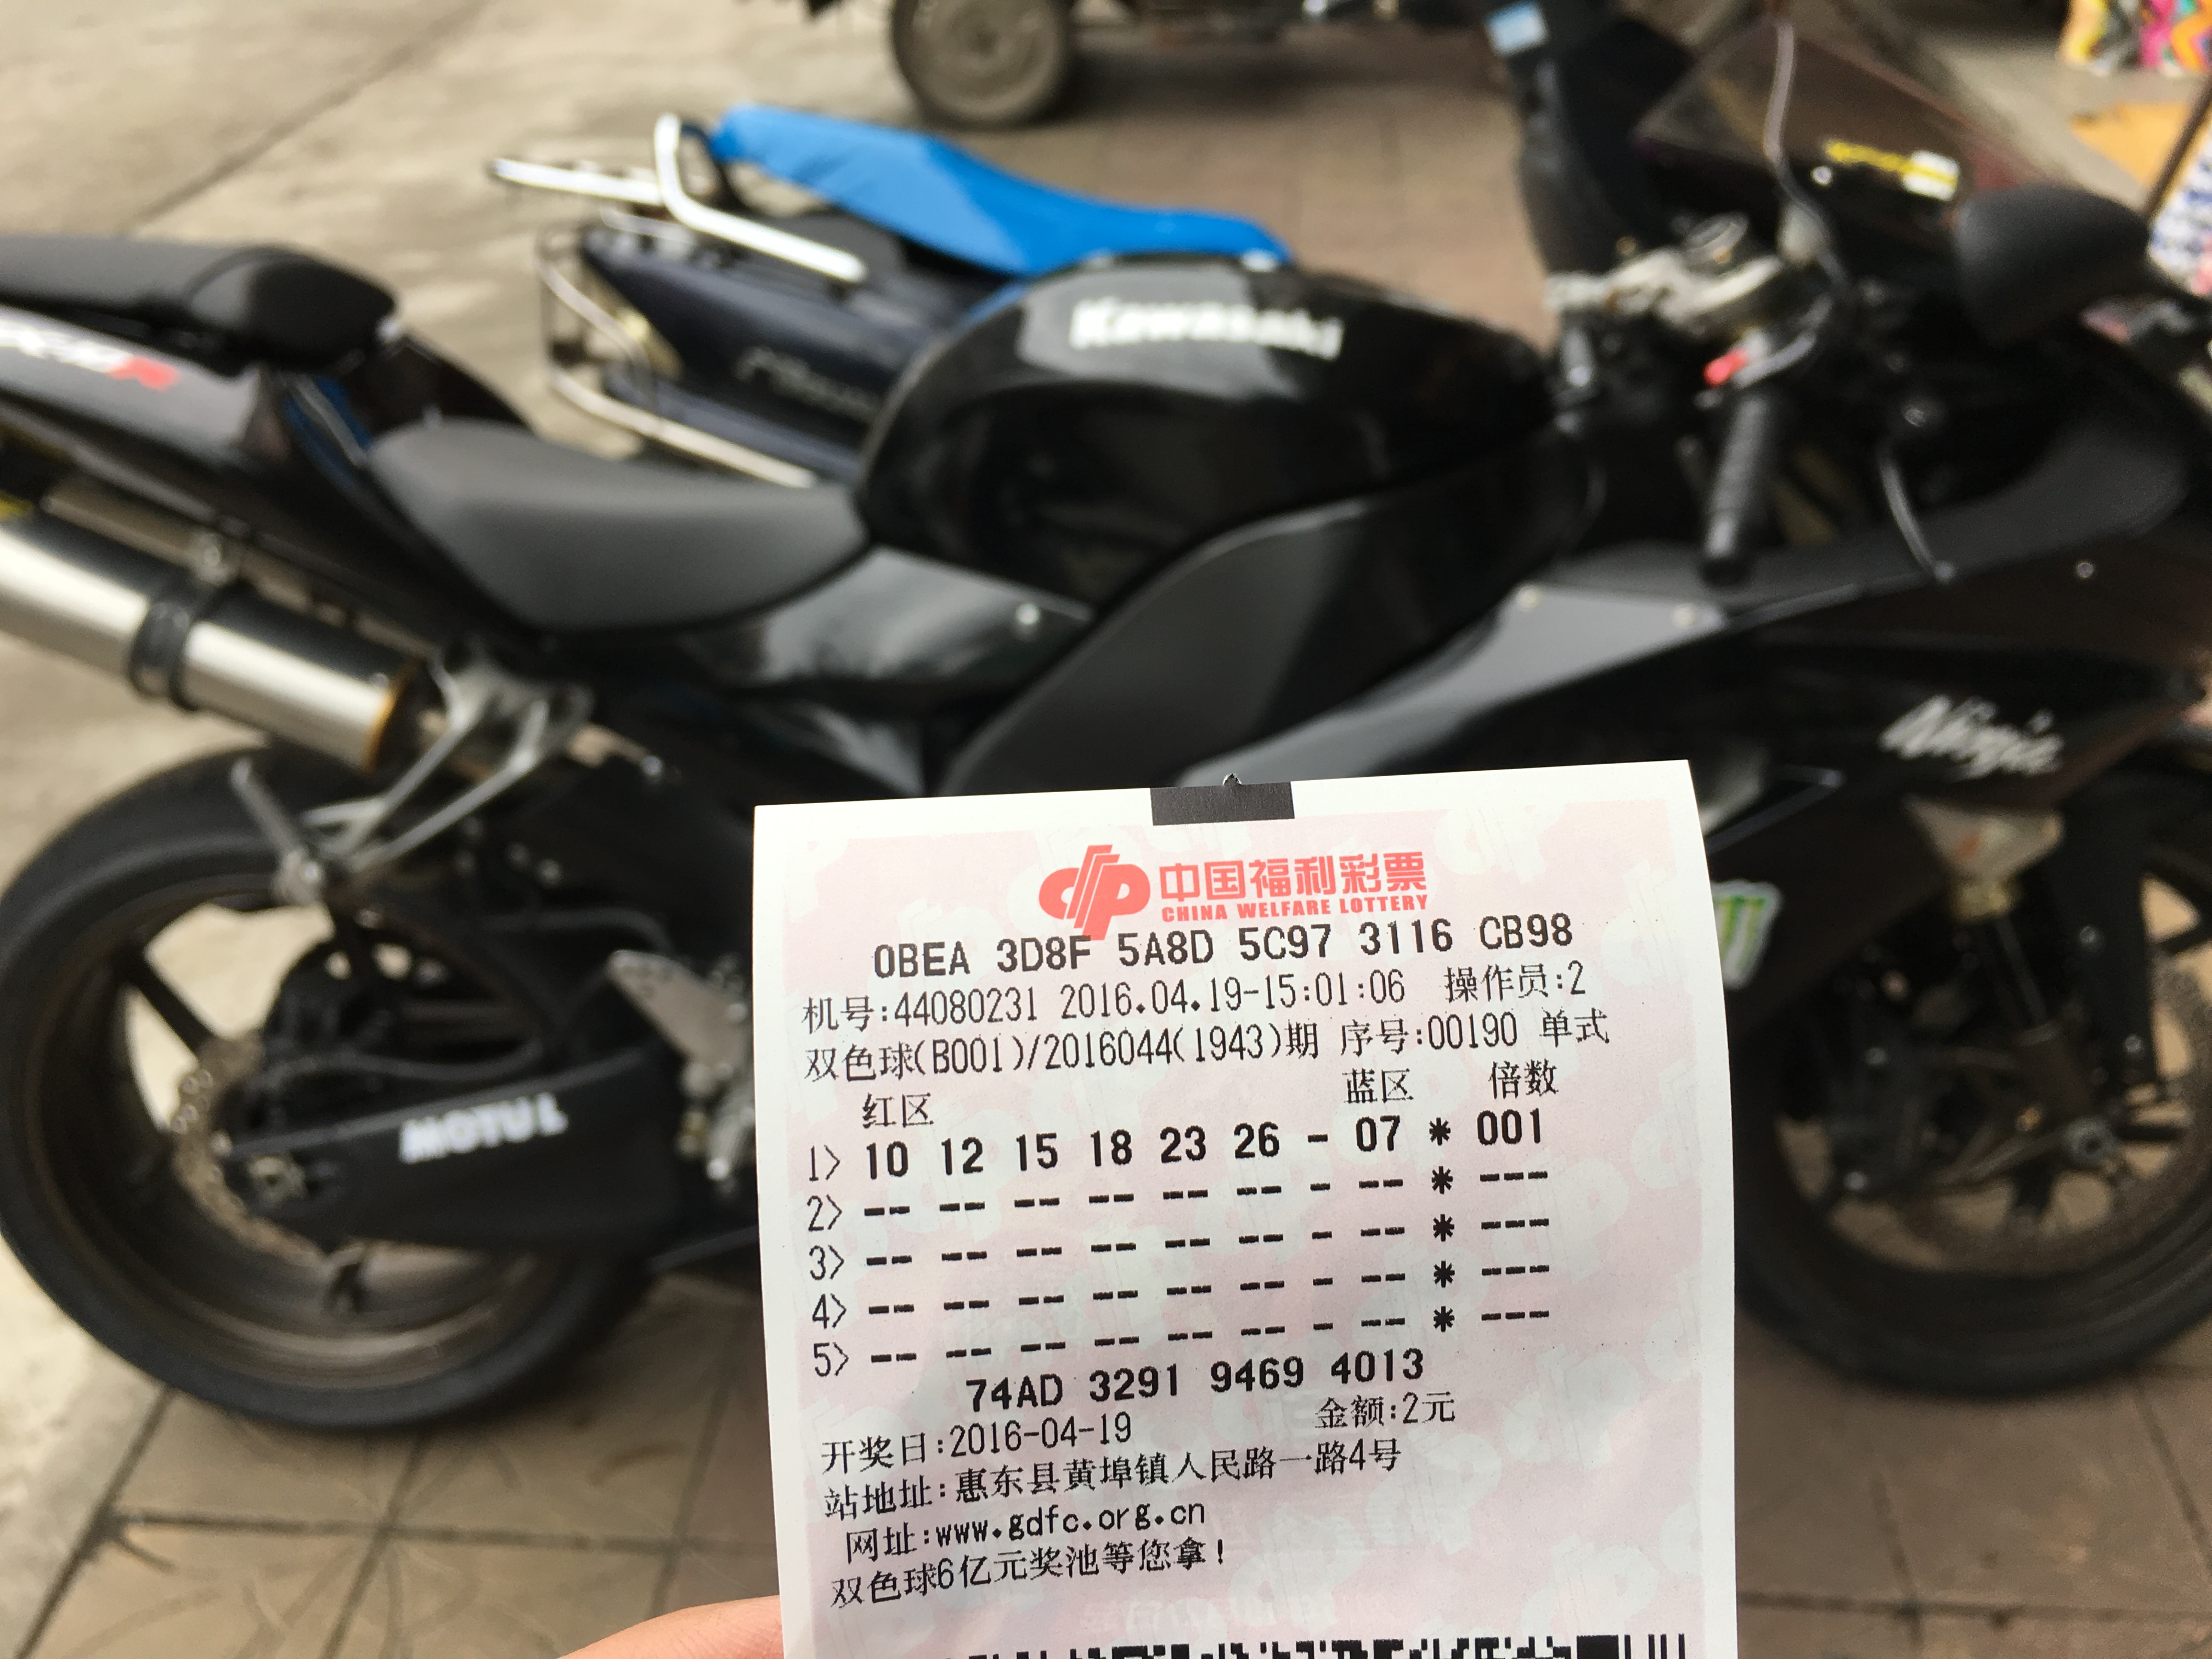 Kawasaki
Ninja
MOTUL
中国福利彩票
CHINA WELFARE LOTTERY
0BEA 3D8F 5A8D 5C97 3116 CB98
机号:44080231 2016.04.19-15:01:06 操作员:2
双色球(B001)/2016044(1943)期 序号:00190 单式
红区 蓝区 倍数
1> 10 12 15 18 23 26 - 07 * 001
2> -- -- -- -- -- -- - -- * ---
3> -- -- -- -- -- -- - -- * ---
4> -- -- -- -- -- -- - -- * ---
5> -- -- -- -- -- -- - -- * ---
74AD 3291 9469 4013
开奖日:2016-04-19 金额:2元
站地址:惠东县黄埠镇人民路一路4号
网址:www.gdfc.org.cn
双色球6亿元奖池等您拿!